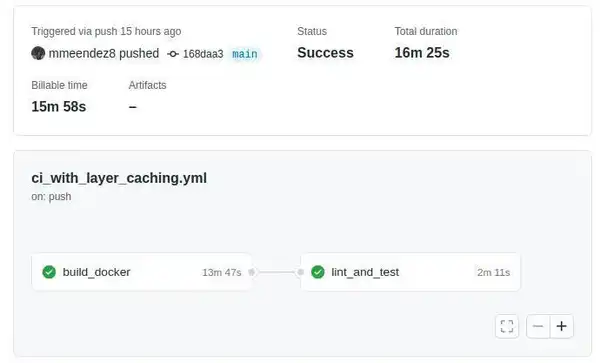 Triggered via push 15 hours ago
Status
Total duration
mmeendez8 pushed 168daa3 main
Success
16m 25s
Billable time
Artifacts
15m 58s
–
ci_with_layer_caching.yml
on: push
build_docker 13m 47s
lint_and_test 2m 11s